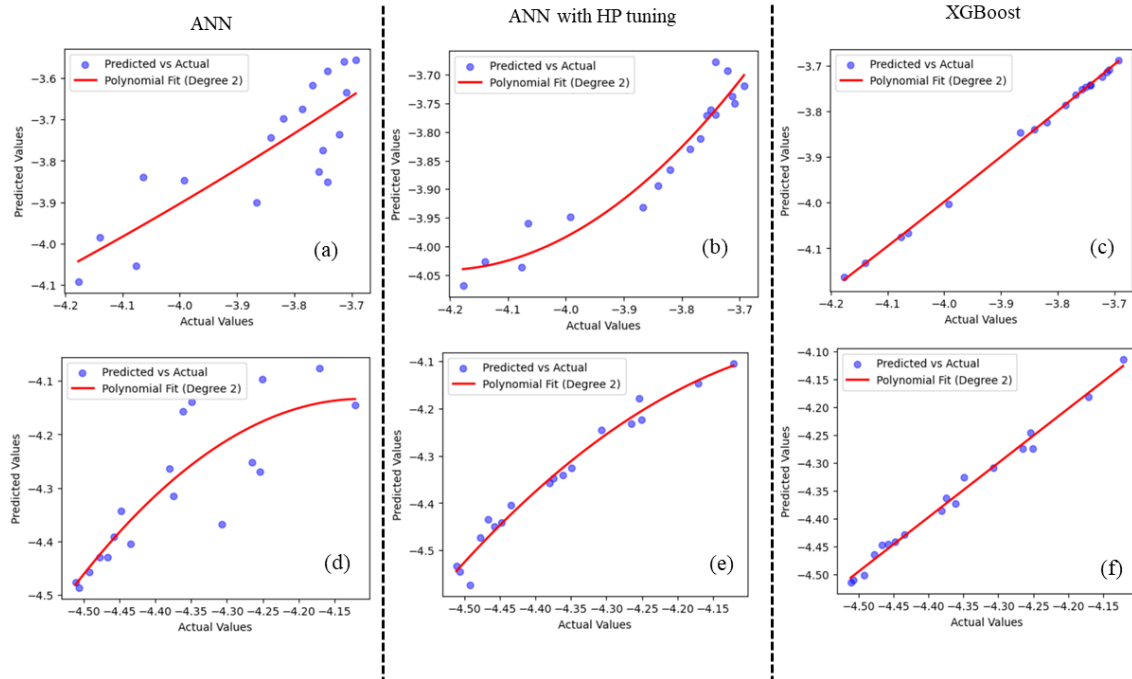 ANN
ANN with HP tuning
XGBoost
Predicted vs Actual
Polynomial Fit (Degree 2)
−3.6
−3.7
−3.8
−3.9
−4.0
−4.1
Predicted Values
(a)
−4.2
−4.1
−4.0
−3.9
−3.8
−3.7
Actual Values
Predicted vs Actual
Polynomial Fit (Degree 2)
−3.70
−3.75
−3.80
−3.85
−3.90
−3.95
−4.00
−4.05
Predicted Values
(b)
−4.2
−4.1
−4.0
−3.9
−3.8
−3.7
Actual Values
Predicted vs Actual
Polynomial Fit (Degree 2)
−3.7
−3.8
−3.9
−4.0
−4.1
Predicted Values
(c)
−4.2
−4.1
−4.0
−3.9
−3.8
−3.7
Actual Values
Predicted vs Actual
Polynomial Fit (Degree 2)
−4.1
−4.2
−4.3
−4.4
−4.5
Predicted Values
(d)
−4.50
−4.45
−4.40
−4.35
−4.30
−4.25
−4.20
−4.15
Actual Values
Predicted vs Actual
Polynomial Fit (Degree 2)
−4.1
−4.2
−4.3
−4.4
−4.5
Predicted Values
(e)
−4.50
−4.45
−4.40
−4.35
−4.30
−4.25
−4.20
−4.15
Actual Values
Predicted vs Actual
Polynomial Fit (Degree 2)
−4.10
−4.15
−4.20
−4.25
−4.30
−4.35
−4.40
−4.45
−4.50
Predicted Values
(f)
−4.50
−4.45
−4.40
−4.35
−4.30
−4.25
−4.20
−4.15
Actual Values